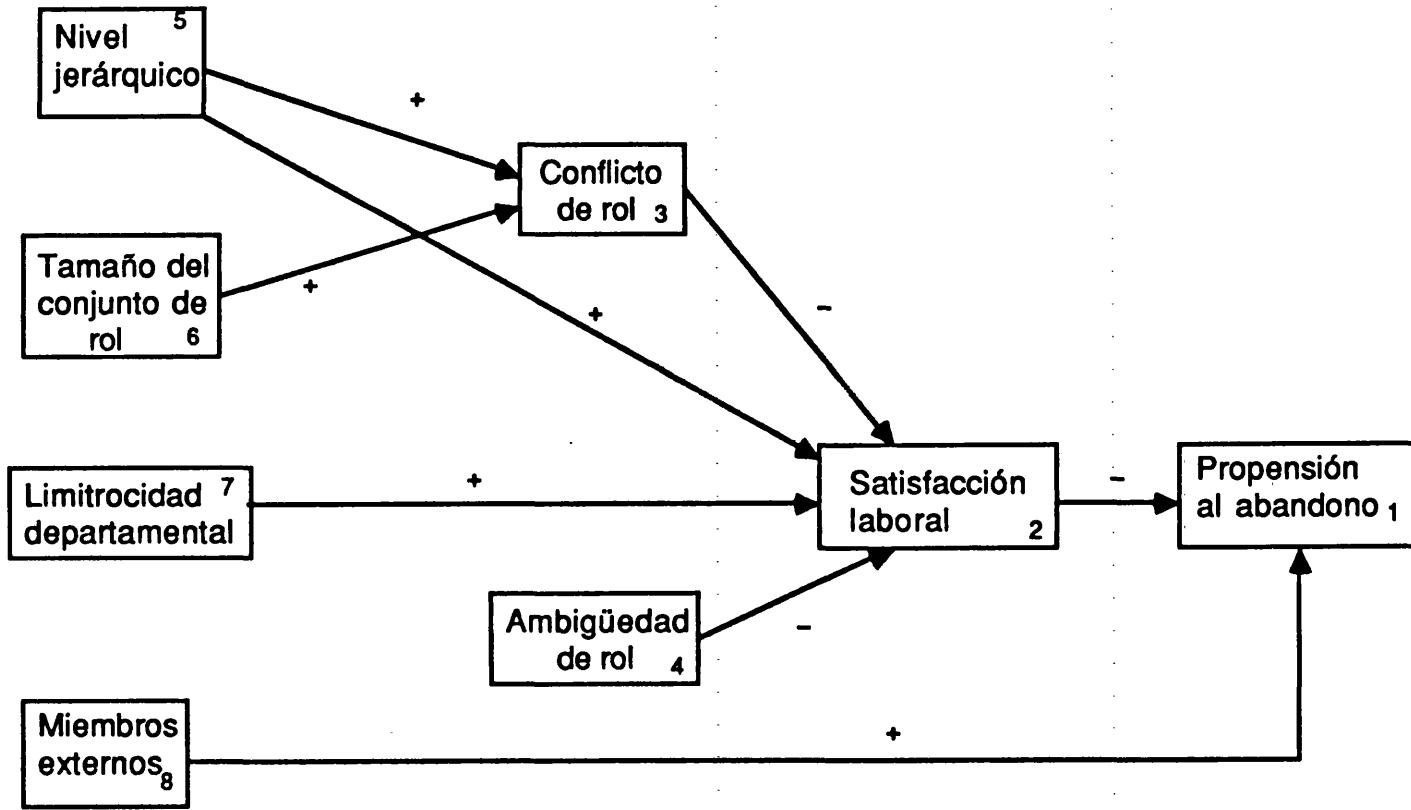 Nivel 5
jerárquico
+
Conflicto
de rol 3
Tamaño del
conjunto de
rol 6
+
+
−
Limitrocidad 7
departamental
+
Satisfacción
laboral 2
−
Propensión
al abandono 1
Ambigüedad
de rol 4
−
Miembros
externos 8
+